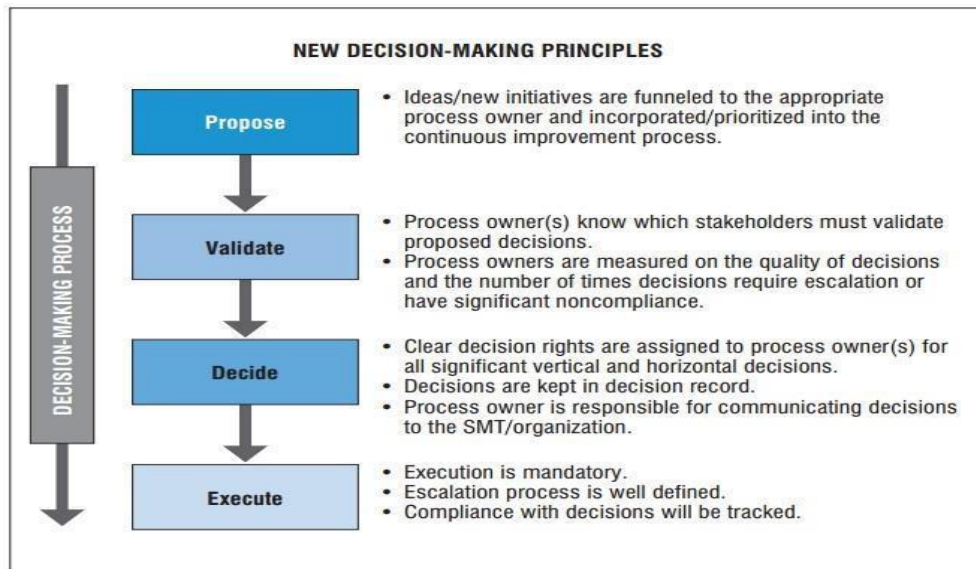 NEW DECISION-MAKING PRINCIPLES
DECISION-MAKING PROCESS
Propose
• Ideas/new initiatives are funneled to the appropriate
process owner and incorporated/prioritized into the
continuous improvement process.
Validate
• Process owner(s) know which stakeholders must validate
proposed decisions.
• Process owners are measured on the quality of decisions
and the number of times decisions require escalation or
have significant noncompliance.
Decide
• Clear decision rights are assigned to process owner(s) for
all significant vertical and horizontal decisions.
• Decisions are kept in decision record.
• Process owner is responsible for communicating decisions
to the SMT/organization.
Execute
• Execution is mandatory.
• Escalation process is well defined.
• Compliance with decisions will be tracked.